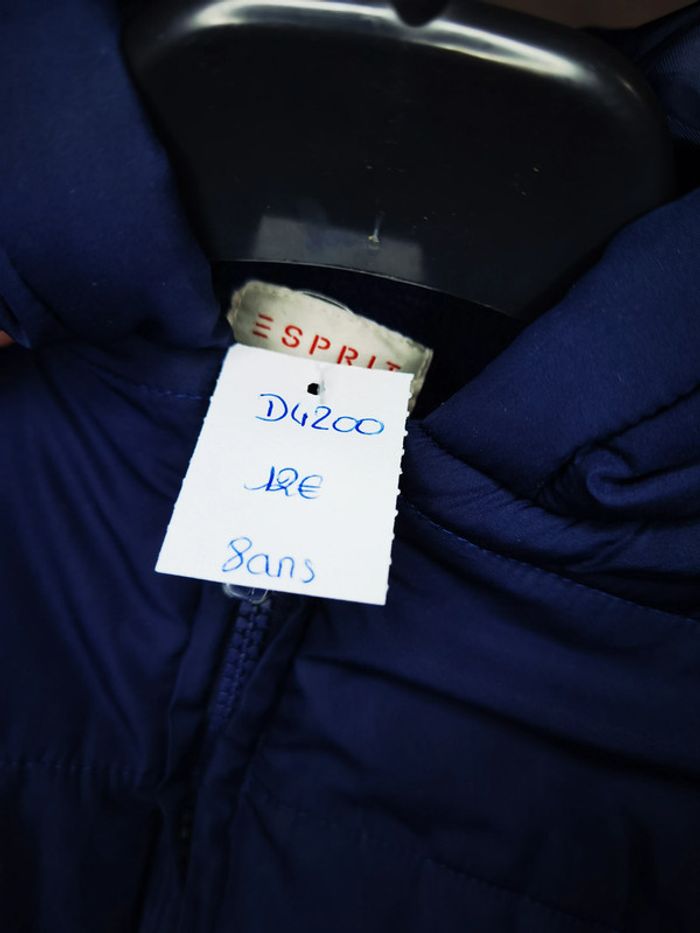 ESPRIT
D4200
12€
8ans